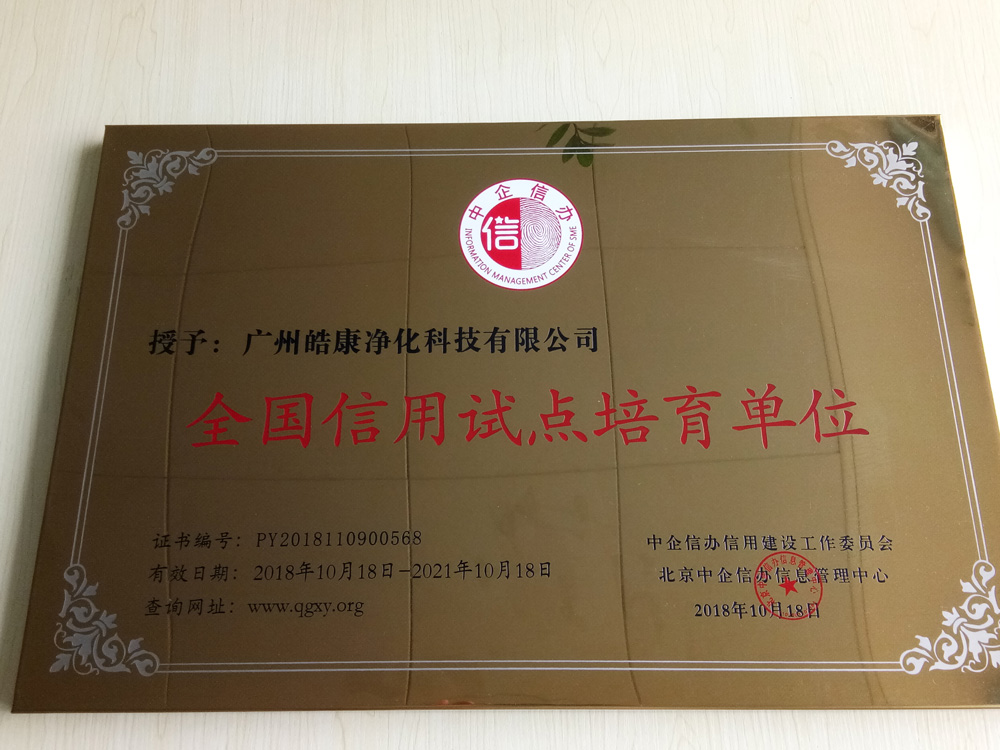 中企信办
信
INFORMATION MANAGEMENT CENTER OF SME
授予：广州皓康净化科技有限公司
全国信用试点培育单位
证书编号：PY2018110900568
有效日期：2018年10月18日-2021年10月18日
查询网址：www.qgxy.org
中企信办信用建设工作委员会
北京中企信办信息管理中心
2018年10月18日